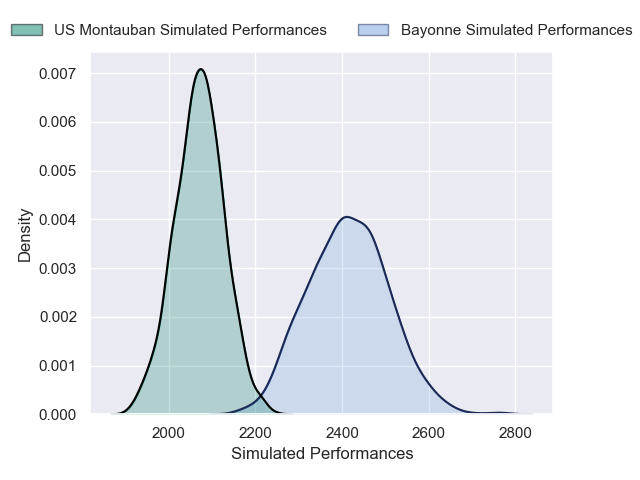 US Montauban Simulated Performances Bayonne Simulated Performances
0.007
0.006
0.005
0.004
0.003
0.002
0.001
0.000
Density
2000 2200 2400 2600 2800
Simulated Performances